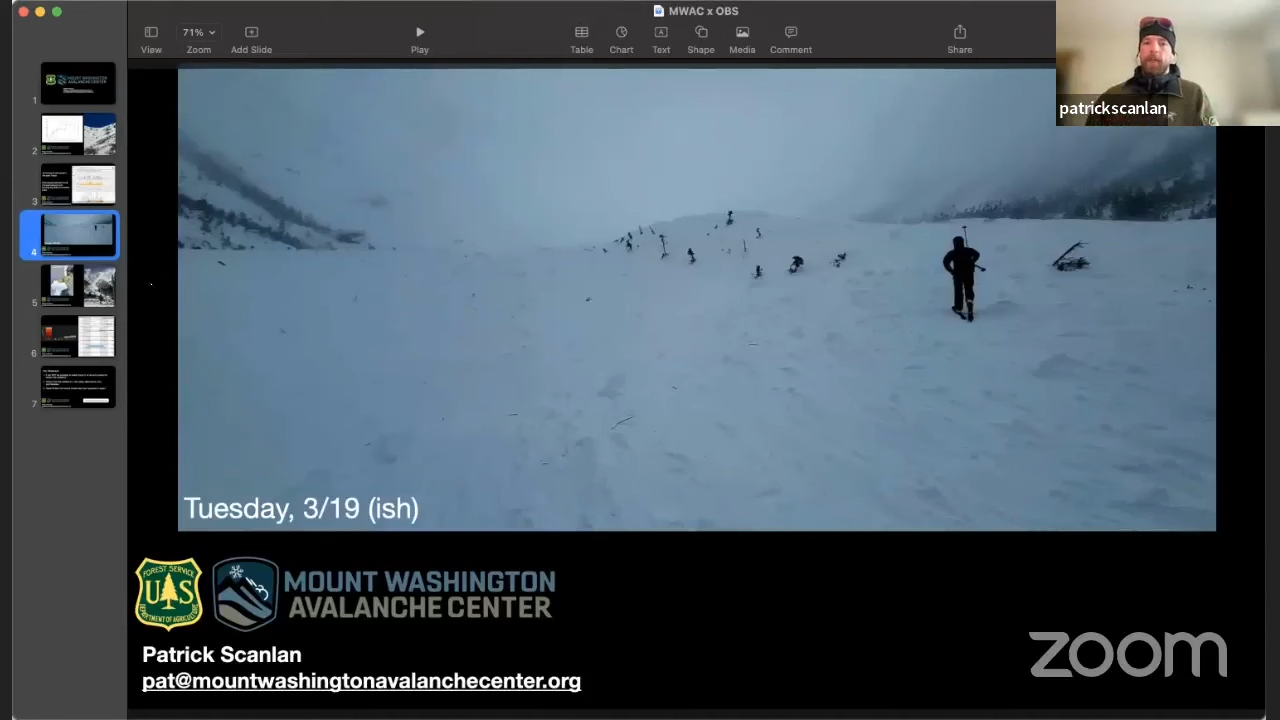 MWAC x OBS
71%
View
Zoom
Add Slide
Play
Table
Chart
Text
Shape
Media
Comment
Share
patrickscanlan
1
2
3
4
5
6
7
MOUNT WASHINGTON
Tuesday, 3/19 (ish)
FOREST SERVICE
U S
DEPARTMENT OF AGRICULTURE
MOUNT WASHINGTON
AVALANCHE CENTER
Patrick Scanlan
pat@mountwashingtonavalanchecenter.org
zoom